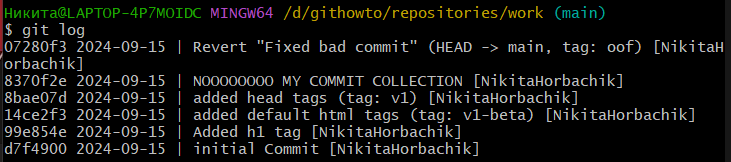 Никита@LAPTOP-4P7MOIDC MINGW64 /d/githowto/repositories/work (main)
$ git log
07280f3 2024-09-15 | Revert "Fixed bad commit" (HEAD -> main, tag: oof) [NikitaH
orbachik]
8370f2e 2024-09-15 | NOOOOOOOO MY COMMIT COLLECTION [NikitaHorbachik]
8bae07d 2024-09-15 | added head tags (tag: v1) [NikitaHorbachik]
14ce2f3 2024-09-15 | added default html tags (tag: v1-beta) [NikitaHorbachik]
99e854e 2024-09-15 | Added h1 tag [NikitaHorbachik]
d7f4900 2024-09-15 | initial Commit [NikitaHorbachik]